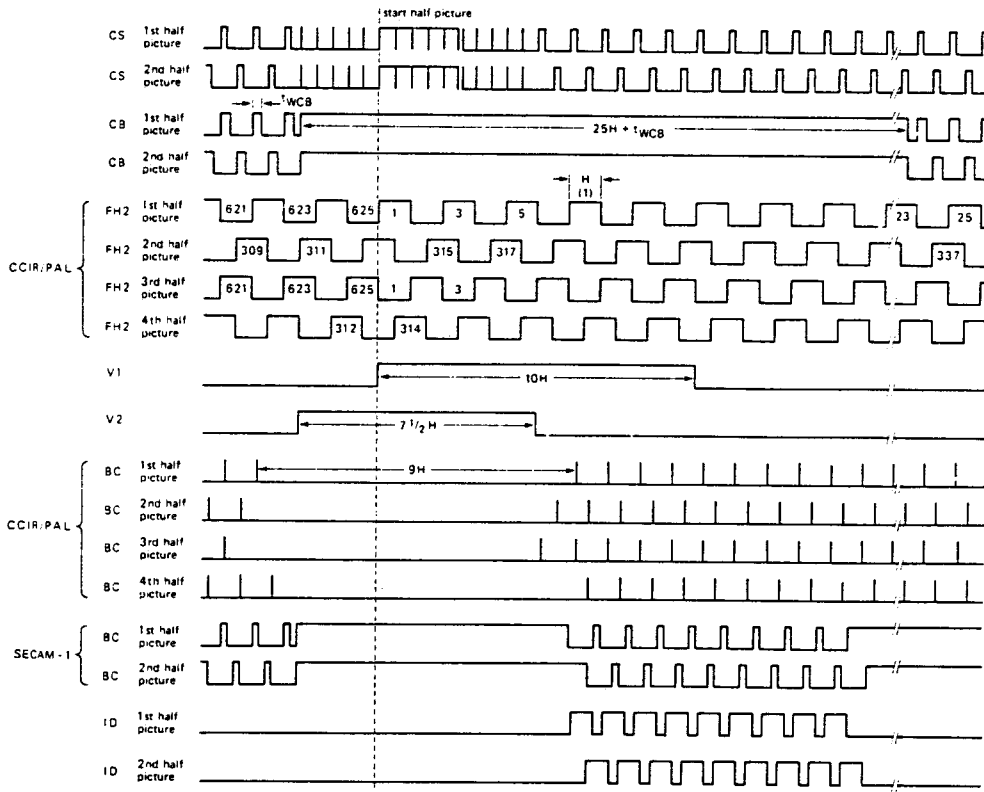 start half picture
CS 1st half picture
CS 2nd half picture
tWCB
CB 1st half picture
25H + tWCB
CB 2nd half picture
H (1)
CCIR/PAL
FH2 1st half picture 621 623 625 1 3 5 23 25
FH2 2nd half picture 309 311 315 317 337
FH2 3rd half picture 621 623 625 1 3
FH2 4th half picture 312 314
V1 10H
V2 7 1/2 H
CCIR/PAL
BC 1st half picture 9H
BC 2nd half picture
BC 3rd half picture
BC 4th half picture
SECAM-1
BC 1st half picture
BC 2nd half picture
ID 1st half picture
ID 2nd half picture